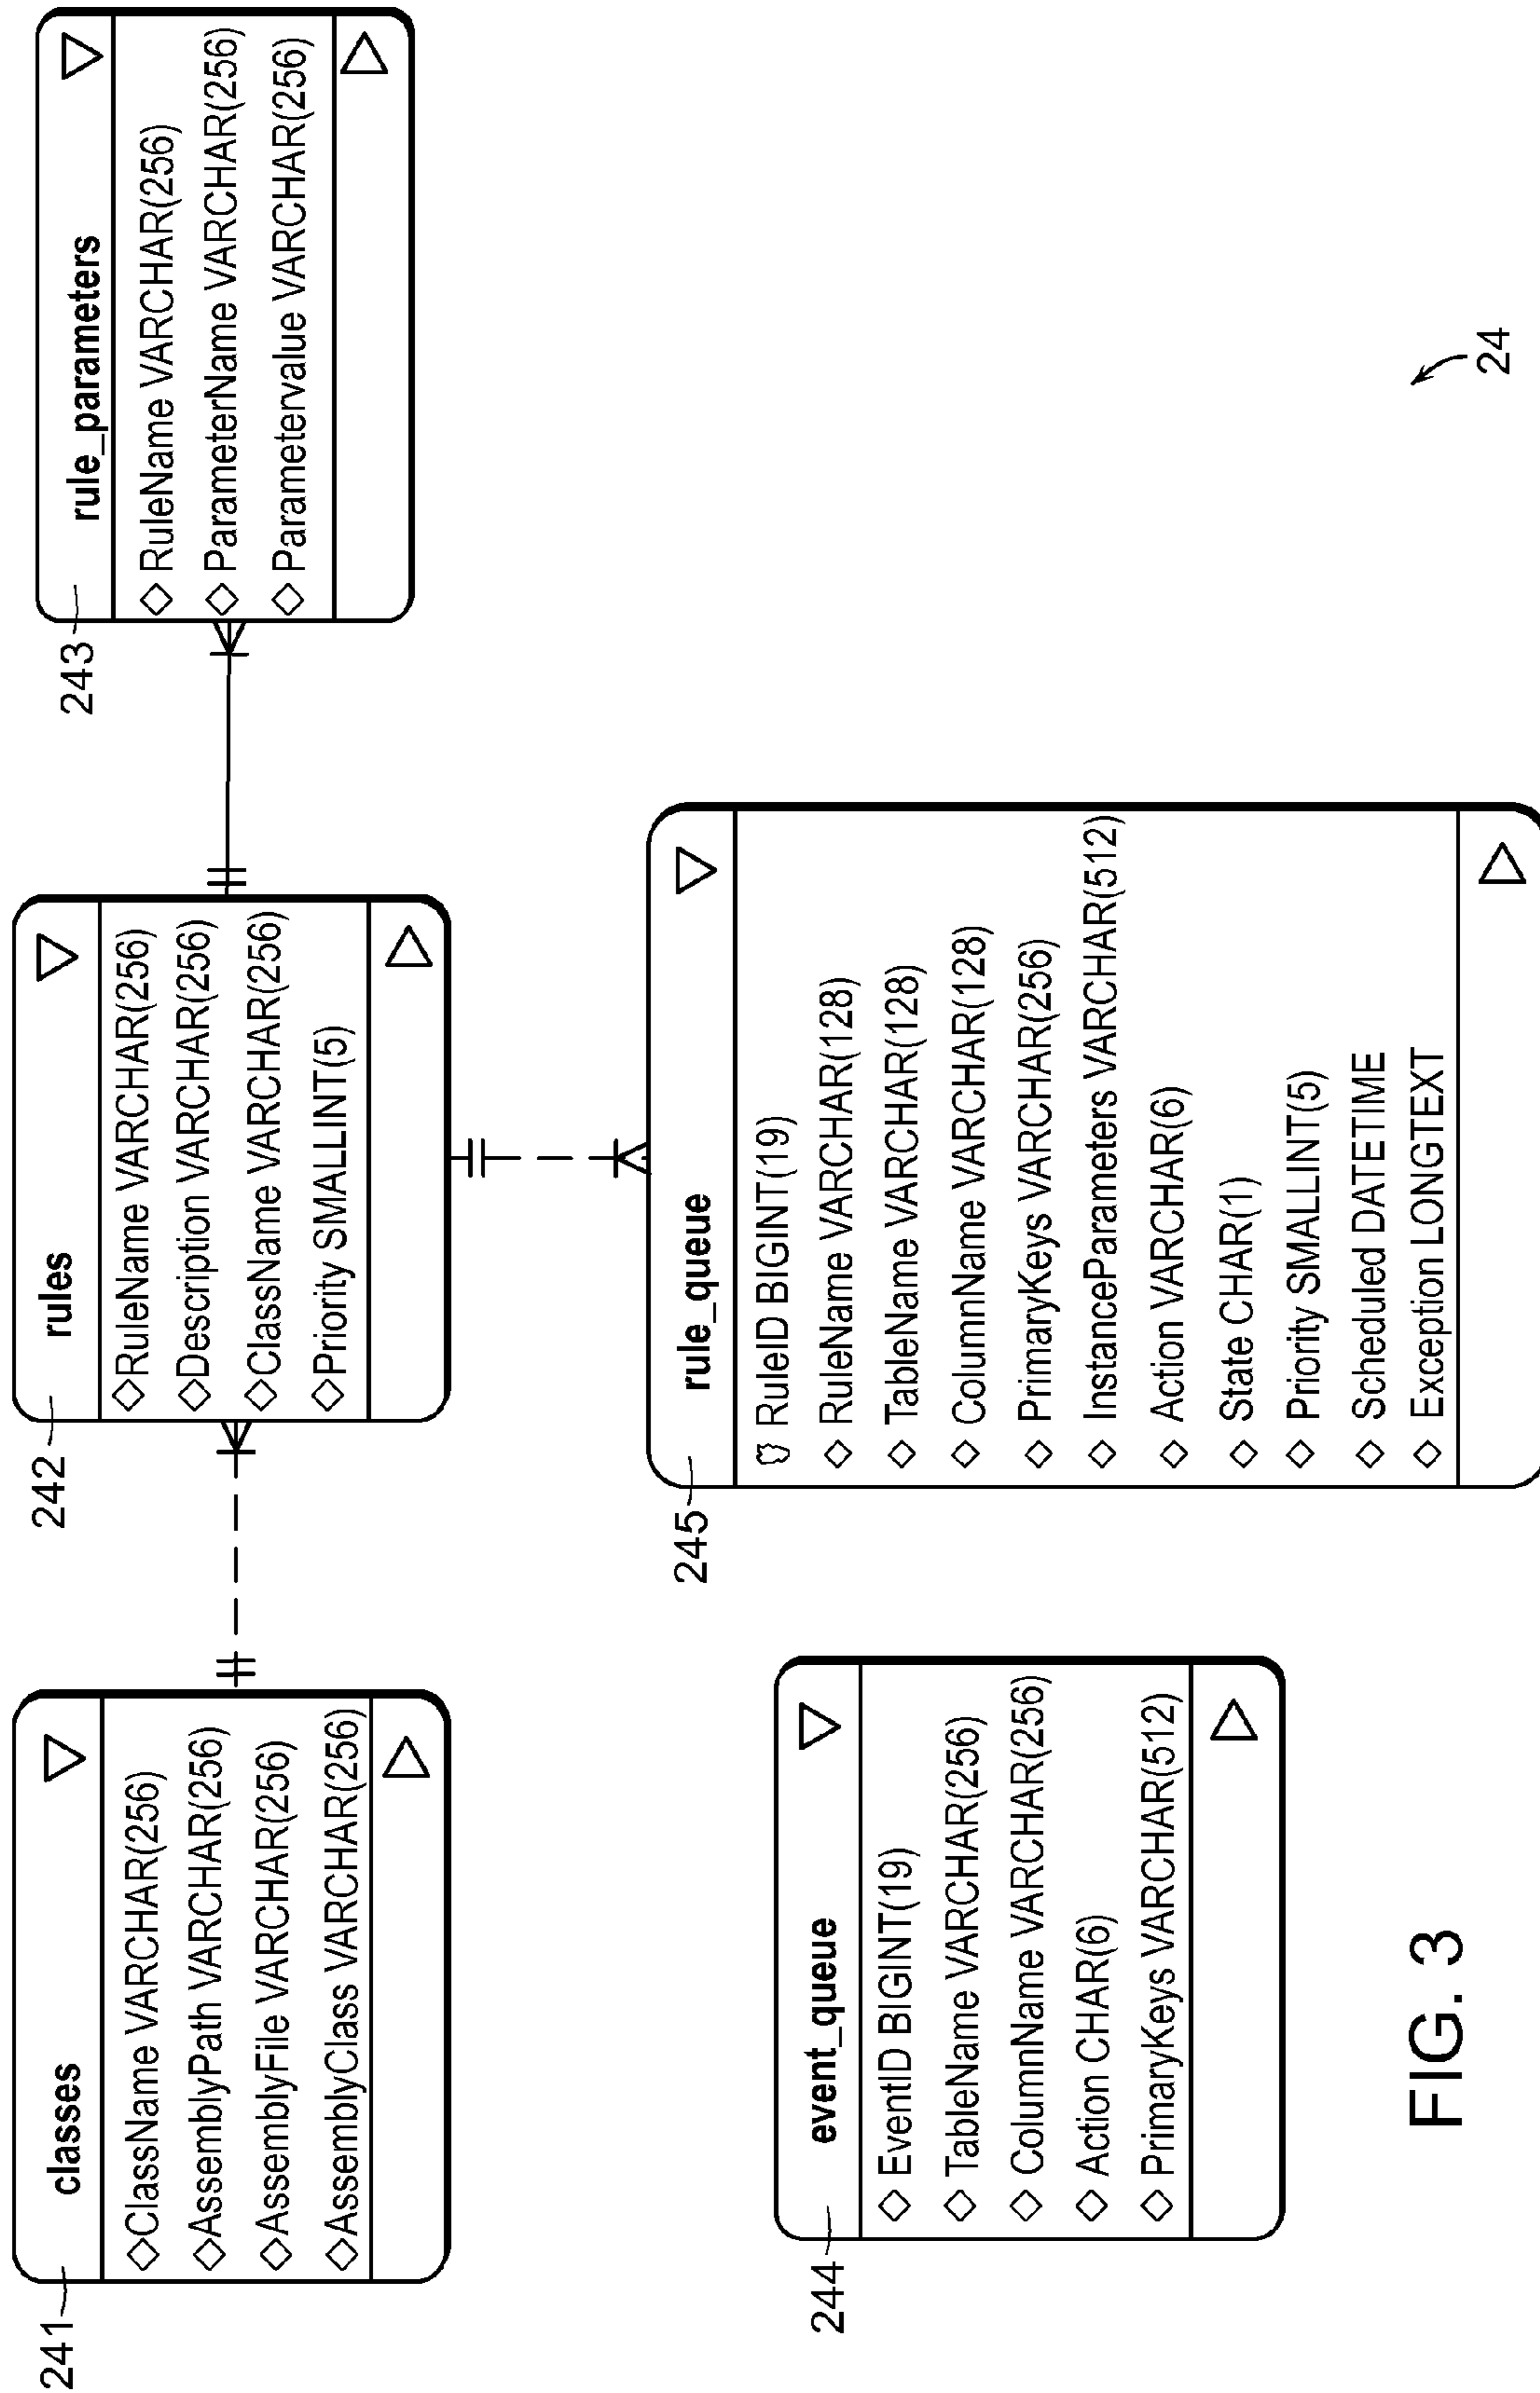 241
classes
◇ClassName VARCHAR(256)
◇AssemblyPath VARCHAR(256)
◇AssemblyFile VARCHAR(256)
◇AssemblyClass VARCHAR(256)
242
rules
◇RuleName VARCHAR(256)
◇Description VARCHAR(256)
◇ClassName VARCHAR(256)
◇Priority SMALLINT(5)
243
rule_parameters
◇RuleName VARCHAR(256)
◇ParameterName VARCHAR(256)
◇Parametervalue VARCHAR(256)
244
event_queue
◇ EventID BIGINT(19)
◇ TableName VARCHAR(256)
◇ ColumnName VARCHAR(256)
◇ Action CHAR(6)
◇ PrimaryKeys VARCHAR(512)
245
rule_queue
RuleID BIGINT(19)
◇ RuleName VARCHAR(128)
◇ TableName VARCHAR(128)
◇ ColumnName VARCHAR(128)
◇ PrimaryKeys VARCHAR(256)
◇ InstanceParameters VARCHAR(512)
◇ Action VARCHAR(6)
◇ State CHAR(1)
◇ Priority SMALLINT(5)
◇ Scheduled DATETIME
◇ Exception LONGTEXT
24
FIG. 3